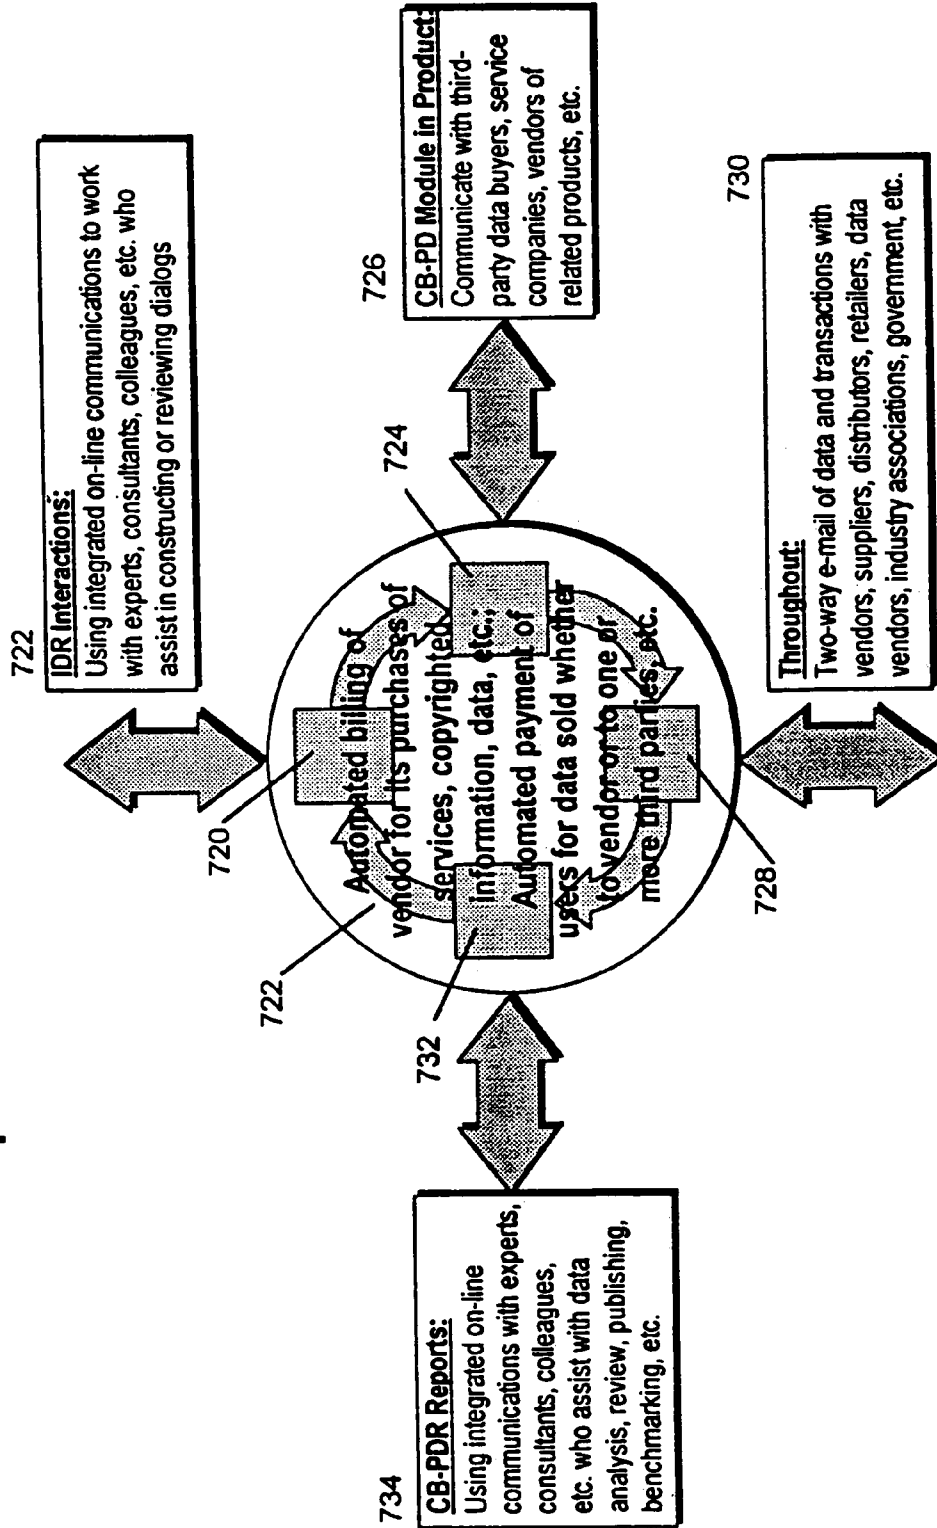 722
IDR Interactions:
Using integrated on-line communications to work
with experts, consultants, colleagues, etc. who
assist in constructing or reviewing dialogs
726
CB-PD Module in Product:
Communicate with third-
party data buyers, service
companies, vendors of
related products, etc.
720
724
722
732
728
Automated billing of
vendor for its purchases of
services, copyrighted
information, data, etc.;
Automated payment of
users for data sold whether
to vendor or to one or
more third paries, etc.
734
CB-PDR Reports:
Using integrated on-line
communications with experts,
consultants, colleagues,
etc. who assist with data
analysis, review, publishing,
benchmarking, etc.
730
Throughout:
Two-way e-mail of data and transactions with
vendors, suppliers, distributors, retailers, data
vendors, industry associations, government, etc.